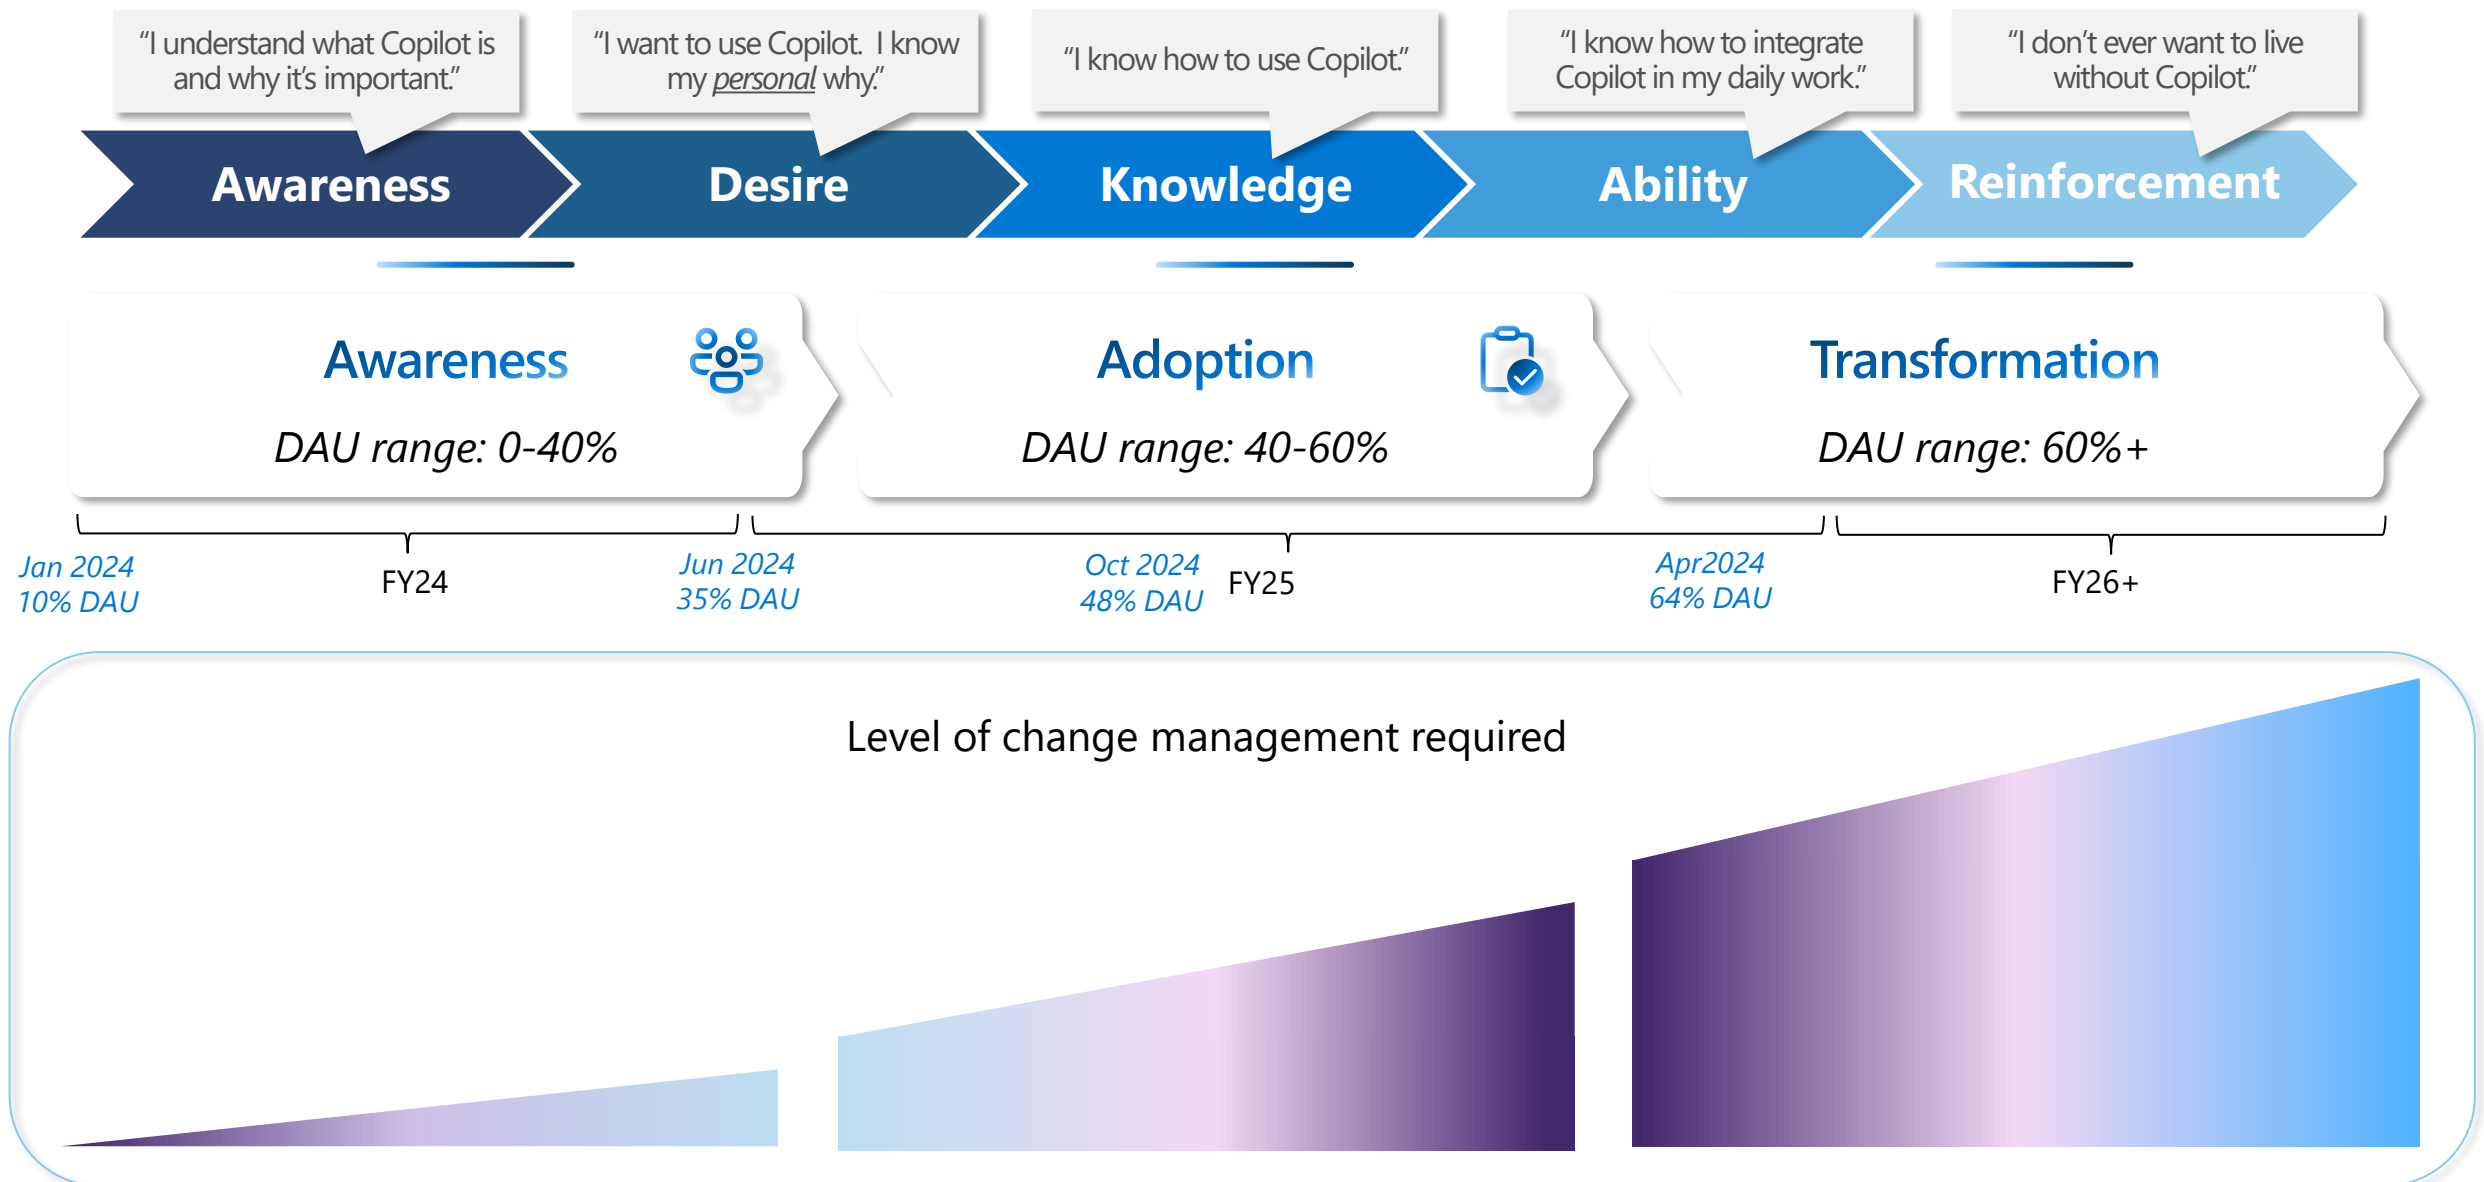 “I understand what Copilot is
and why it’s important.”
“I want to use Copilot.  I know
my personal why.”
“I know how to use Copilot.”
“I know how to integrate
Copilot in my daily work.”
“I don’t ever want to live
without Copilot.”
Awareness
Desire
Knowledge
Ability
Reinforcement
Awareness
DAU range: 0-40%
Adoption
DAU range: 40-60%
Transformation
DAU range: 60%+
Jan 2024
10% DAU
FY24
Jun 2024
35% DAU
Oct 2024
48% DAU
FY25
Apr2024
64% DAU
FY26+
Level of change management required